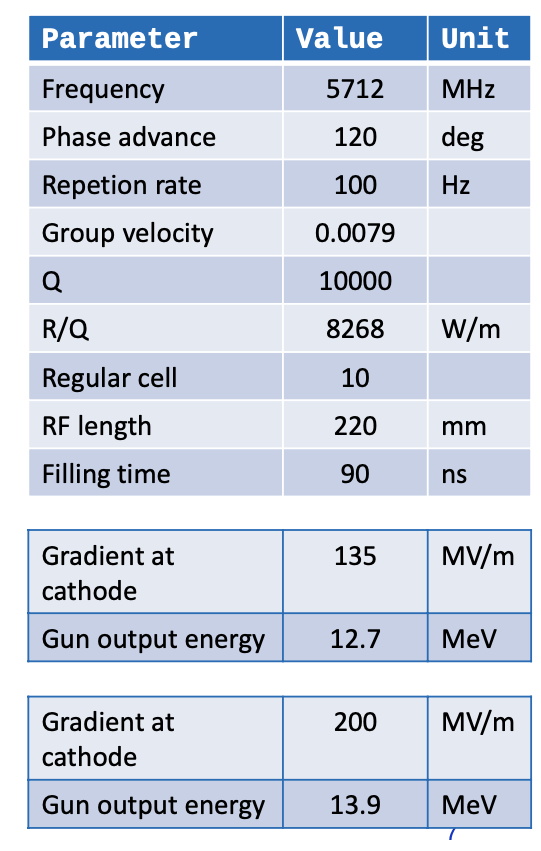 Parameter Value Unit
Frequency 5712 MHz
Phase advance 120 deg
Repetion rate 100 Hz
Group velocity 0.0079
Q 10000
R/Q 8268 W/m
Regular cell 10
RF length 220 mm
Filling time 90 ns
Gradient at 135 MV/m
cathode
Gun output energy 12.7 MeV
Gradient at 200 MV/m
cathode
Gun output energy 13.9 MeV